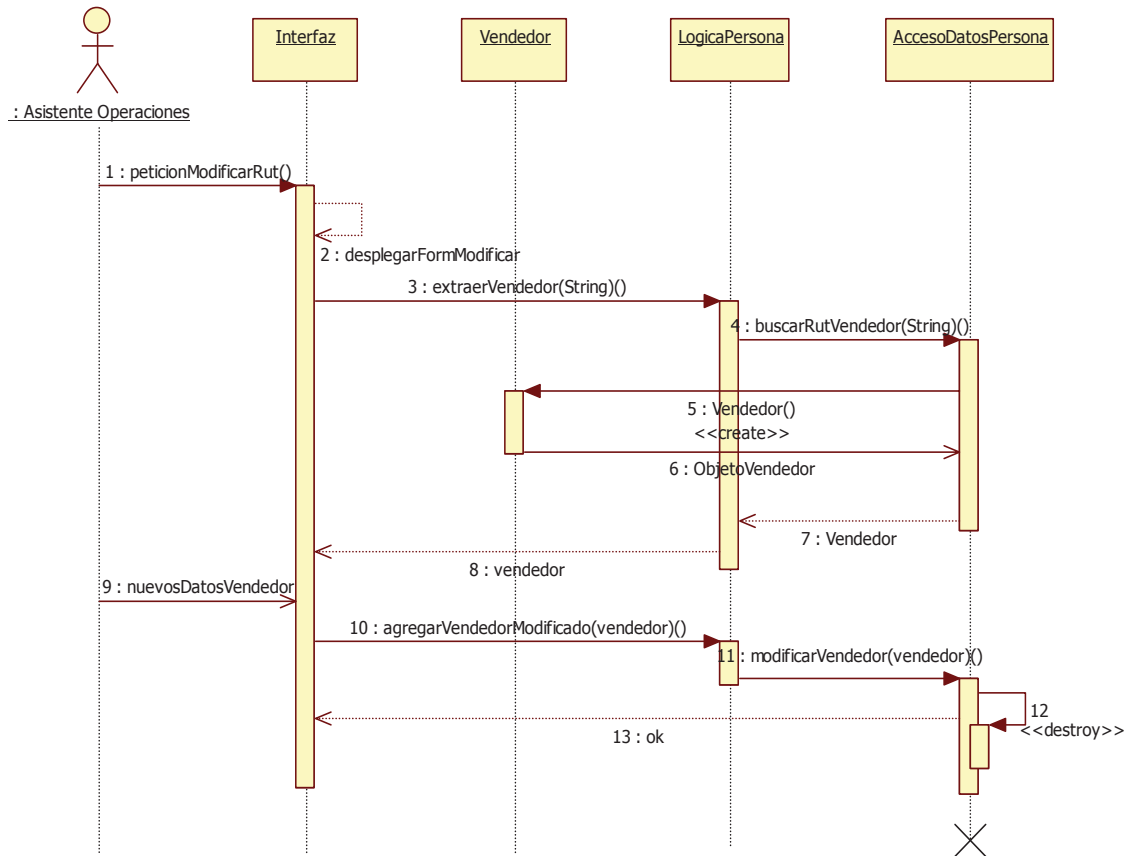 Interfaz
Vendedor
LogicaPersona
AccesoDatosPersona
: Asistente Operaciones
1 : peticionModificarRut()
2 : desplegarFormModificar
3 : extraerVendedor(String)()
4 : buscarRutVendedor(String)()
5 : Vendedor()
<<create>>
6 : ObjetoVendedor
7 : Vendedor
8 : vendedor
9 : nuevosDatosVendedor
10 : agregarVendedorModificado(vendedor)()
11 : modificarVendedor(vendedor)()
12
<<destroy>>
13 : ok